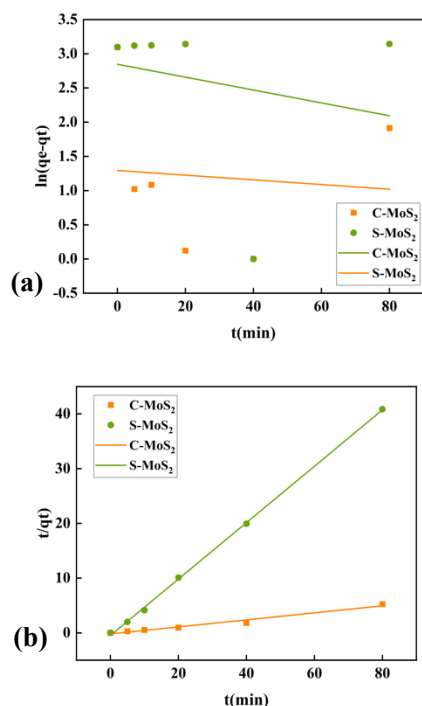 3.5
3.0
2.5
2.0
1.5
1.0
0.5
0.0
-0.5
ln(qe-qt)
C-MoS₂
S-MoS₂
C-MoS₂
S-MoS₂
0 20 40 60 80
t(min)
(a)
40
30
20
10
0
t/qt)
C-MoS₂
S-MoS₂
C-MoS₂
S-MoS₂
0 20 40 60 80
t(min)
(b)